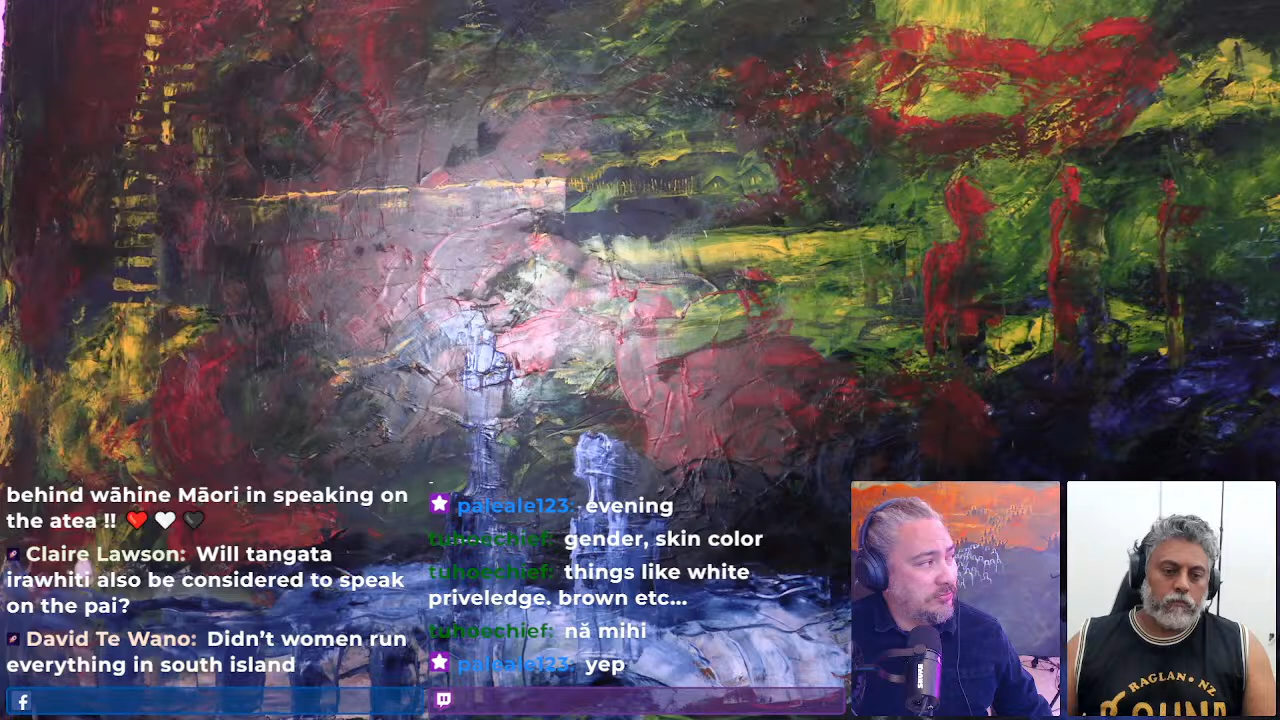 behind wāhine Māori in speaking on
the atea !! ❤️🤍🖤
Claire Lawson: Will tangata
irawhiti also be considered to speak
on the pai?
David Te Wano: Didn’t women run
everything in south island
paleale123: evening
tuhoechief: gender, skin color
tuhoechief: things like white
priveledge. brown etc...
tuhoechief: nă mihi
paleale123: yep
SHURE
RAGLAN • NZ